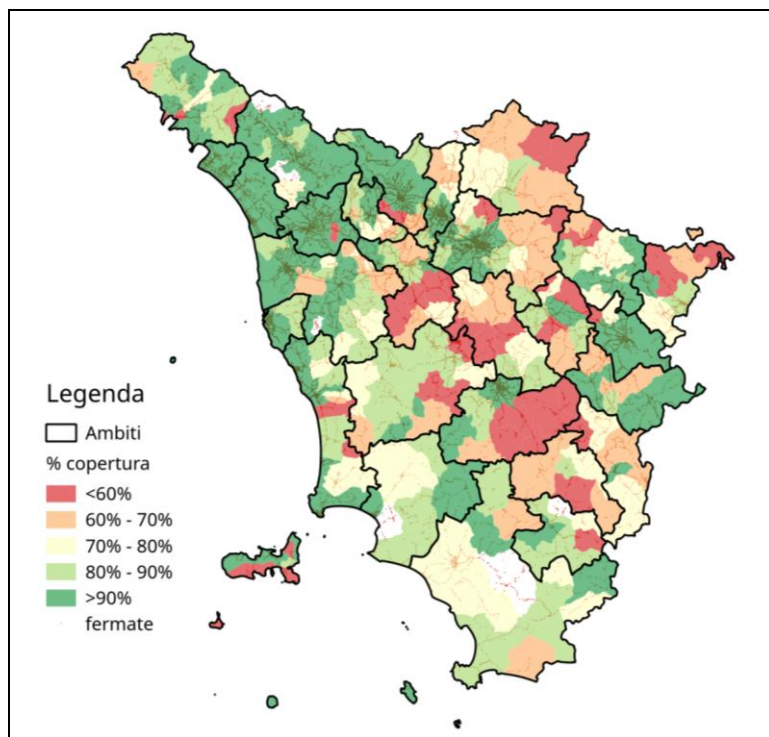 Legenda
Ambiti
% copertura
<60%
60% - 70%
70% - 80%
80% - 90%
>90%
fermate